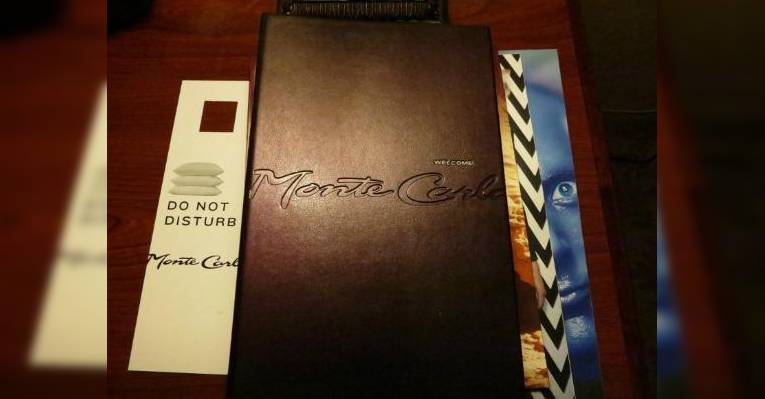 DO NOT
DISTURB
Monte Carlo
WELCOME
Monte Carlo